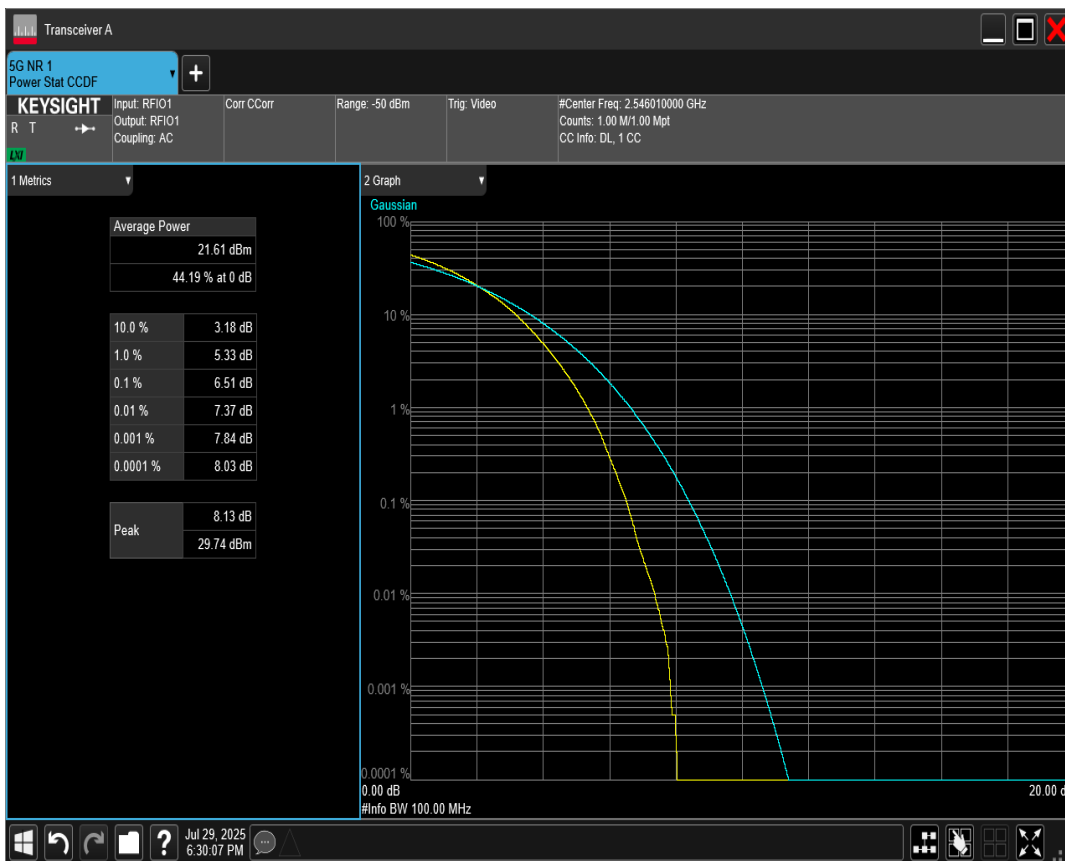 Transceiver A
5G NR 1
Power Stat CCDF
KEYSIGHT
R T
LXI
Input: RFIO1
Output: RFIO1
Coupling: AC
Corr CCorr
Range: -50 dBm
Trig: Video
#Center Freq: 2.546010000 GHz
Counts: 1.00 M/1.00 Mpt
CC Info: DL, 1 CC
1 Metrics
Average Power
21.61 dBm
44.19 % at 0 dB
10.0 % 3.18 dB
1.0 % 5.33 dB
0.1 % 6.51 dB
0.01 % 7.37 dB
0.001 % 7.84 dB
0.0001 % 8.03 dB
Peak
8.13 dB
29.74 dBm
2 Graph
Gaussian
100 %
10 %
1 %
0.1 %
0.01 %
0.001 %
0.0001 %
0.00 dB
20.00 d
#Info BW 100.00 MHz
?
Jul 29, 2025
6:30:07 PM